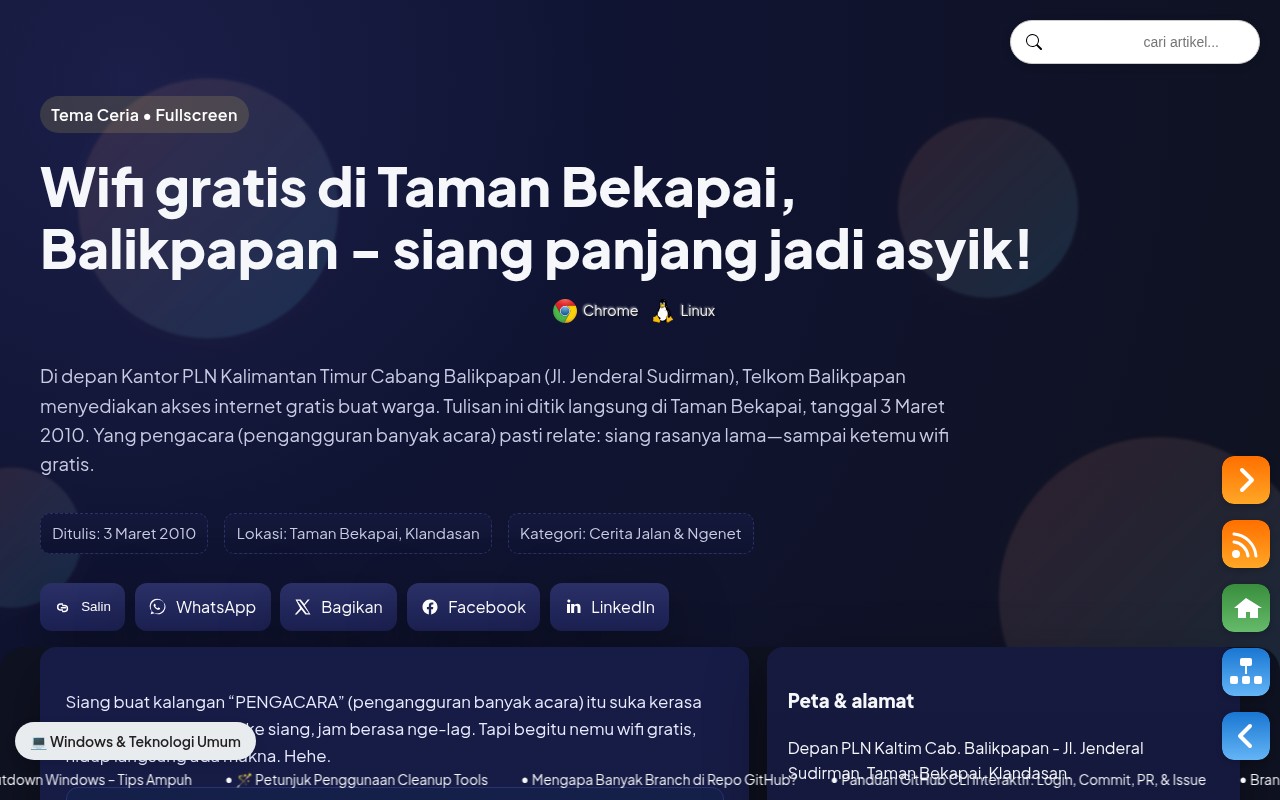 cari artikel...
Tema Ceria • Fullscreen
Wifi gratis di Taman Bekapai,
Balikpapan – siang panjang jadi asyik!
Chrome Linux
Di depan Kantor PLN Kalimantan Timur Cabang Balikpapan (Jl. Jenderal Sudirman), Telkom Balikpapan
menyediakan akses internet gratis buat warga. Tulisan ini ditik langsung di Taman Bekapai, tanggal 3 Maret
2010. Yang pengacara (pengangguran banyak acara) pasti relate: siang rasanya lama—sampai ketemu wifi
gratis.
Ditulis: 3 Maret 2010
Lokasi: Taman Bekapai, Klandasan
Kategori: Cerita Jalan & Ngenet
Salin
WhatsApp
Bagikan
Facebook
LinkedIn
Siang buat kalangan “PENGACARA” (pengangguran banyak acara) itu suka kerasa
ke siang, jam berasa nge-lag. Tapi begitu nemu wifi gratis,
hidup langsung ada makna. Hehe.
Peta & alamat
Depan PLN Kaltim Cab. Balikpapan - Jl. Jenderal
Sudirman, Taman Bekapai, Klandasan.
💻 Windows & Teknologi Umum
tdown Windows – Tips Ampuh • 🪄 Petunjuk Penggunaan Cleanup Tools • Mengapa Banyak Branch di Repo GitHub? • Panduan GitHub CLI Interaktif: Login, Commit, PR, & Issue • Bran